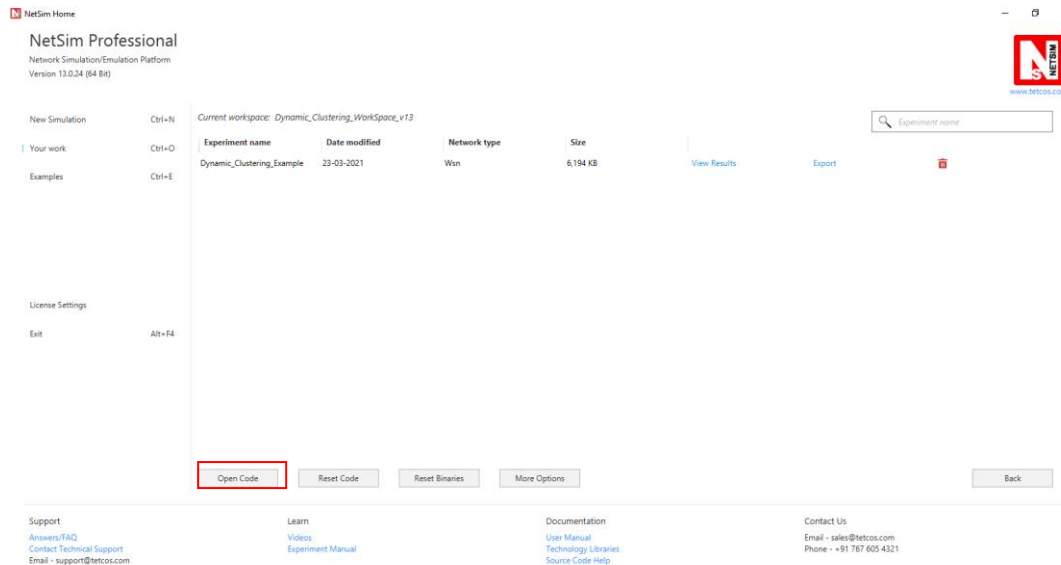 NetSim Home
NetSim Professional
Network Simulation/Emulation Platform
Version 13.0.24 (64 Bit)
NETSIM
NS
www.tetcos.co
New Simulation Ctrl+N
Your work Ctrl+O
Examples Ctrl+E
License Settings
Exit Alt+F4
Current workspace: Dynamic_Clustering_WorkSpace_v13
Experiment name
Experiment name Date modified Network type Size
Dynamic_Clustering_Example 23-03-2021 Wsn 6,194 KB View Results Export
Open Code Reset Code Reset Binaries More Options Back
Support Learn Documentation Contact Us
Answers/FAQ Videos User Manual Email - sales@tetcos.com
Contact Technical Support Experiment Manual Technology Libraries Phone - +91 767 605 4321
Email - support@tetcos.com Source Code Help